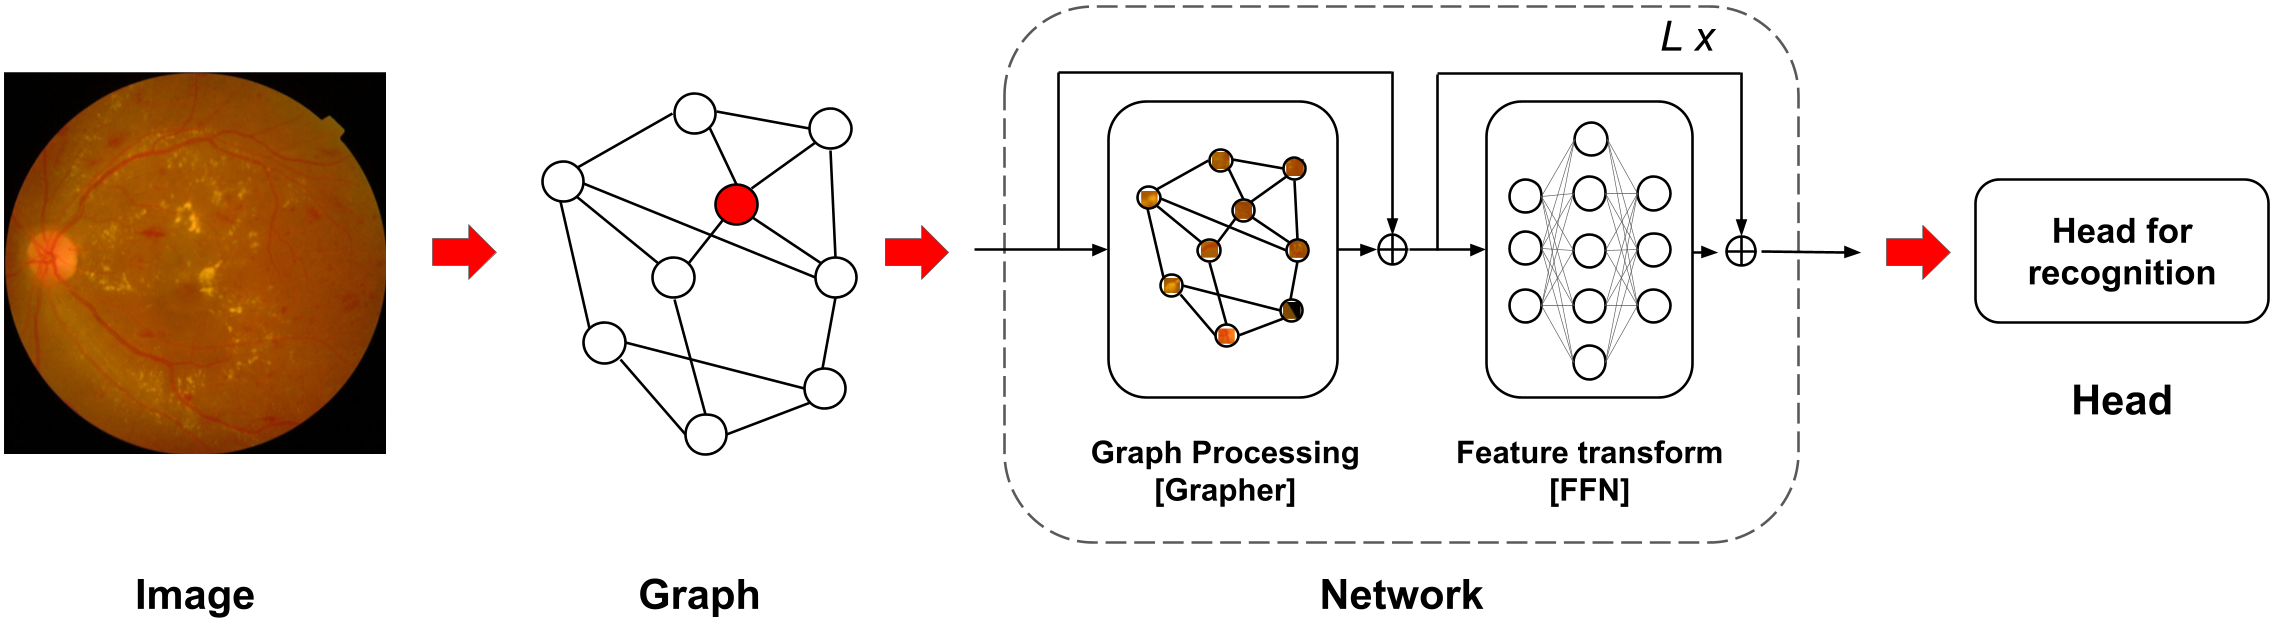 L x
Head for
recognition
Head
Graph Processing
[Grapher]
Feature transform
[FFN]
Image
Graph
Network